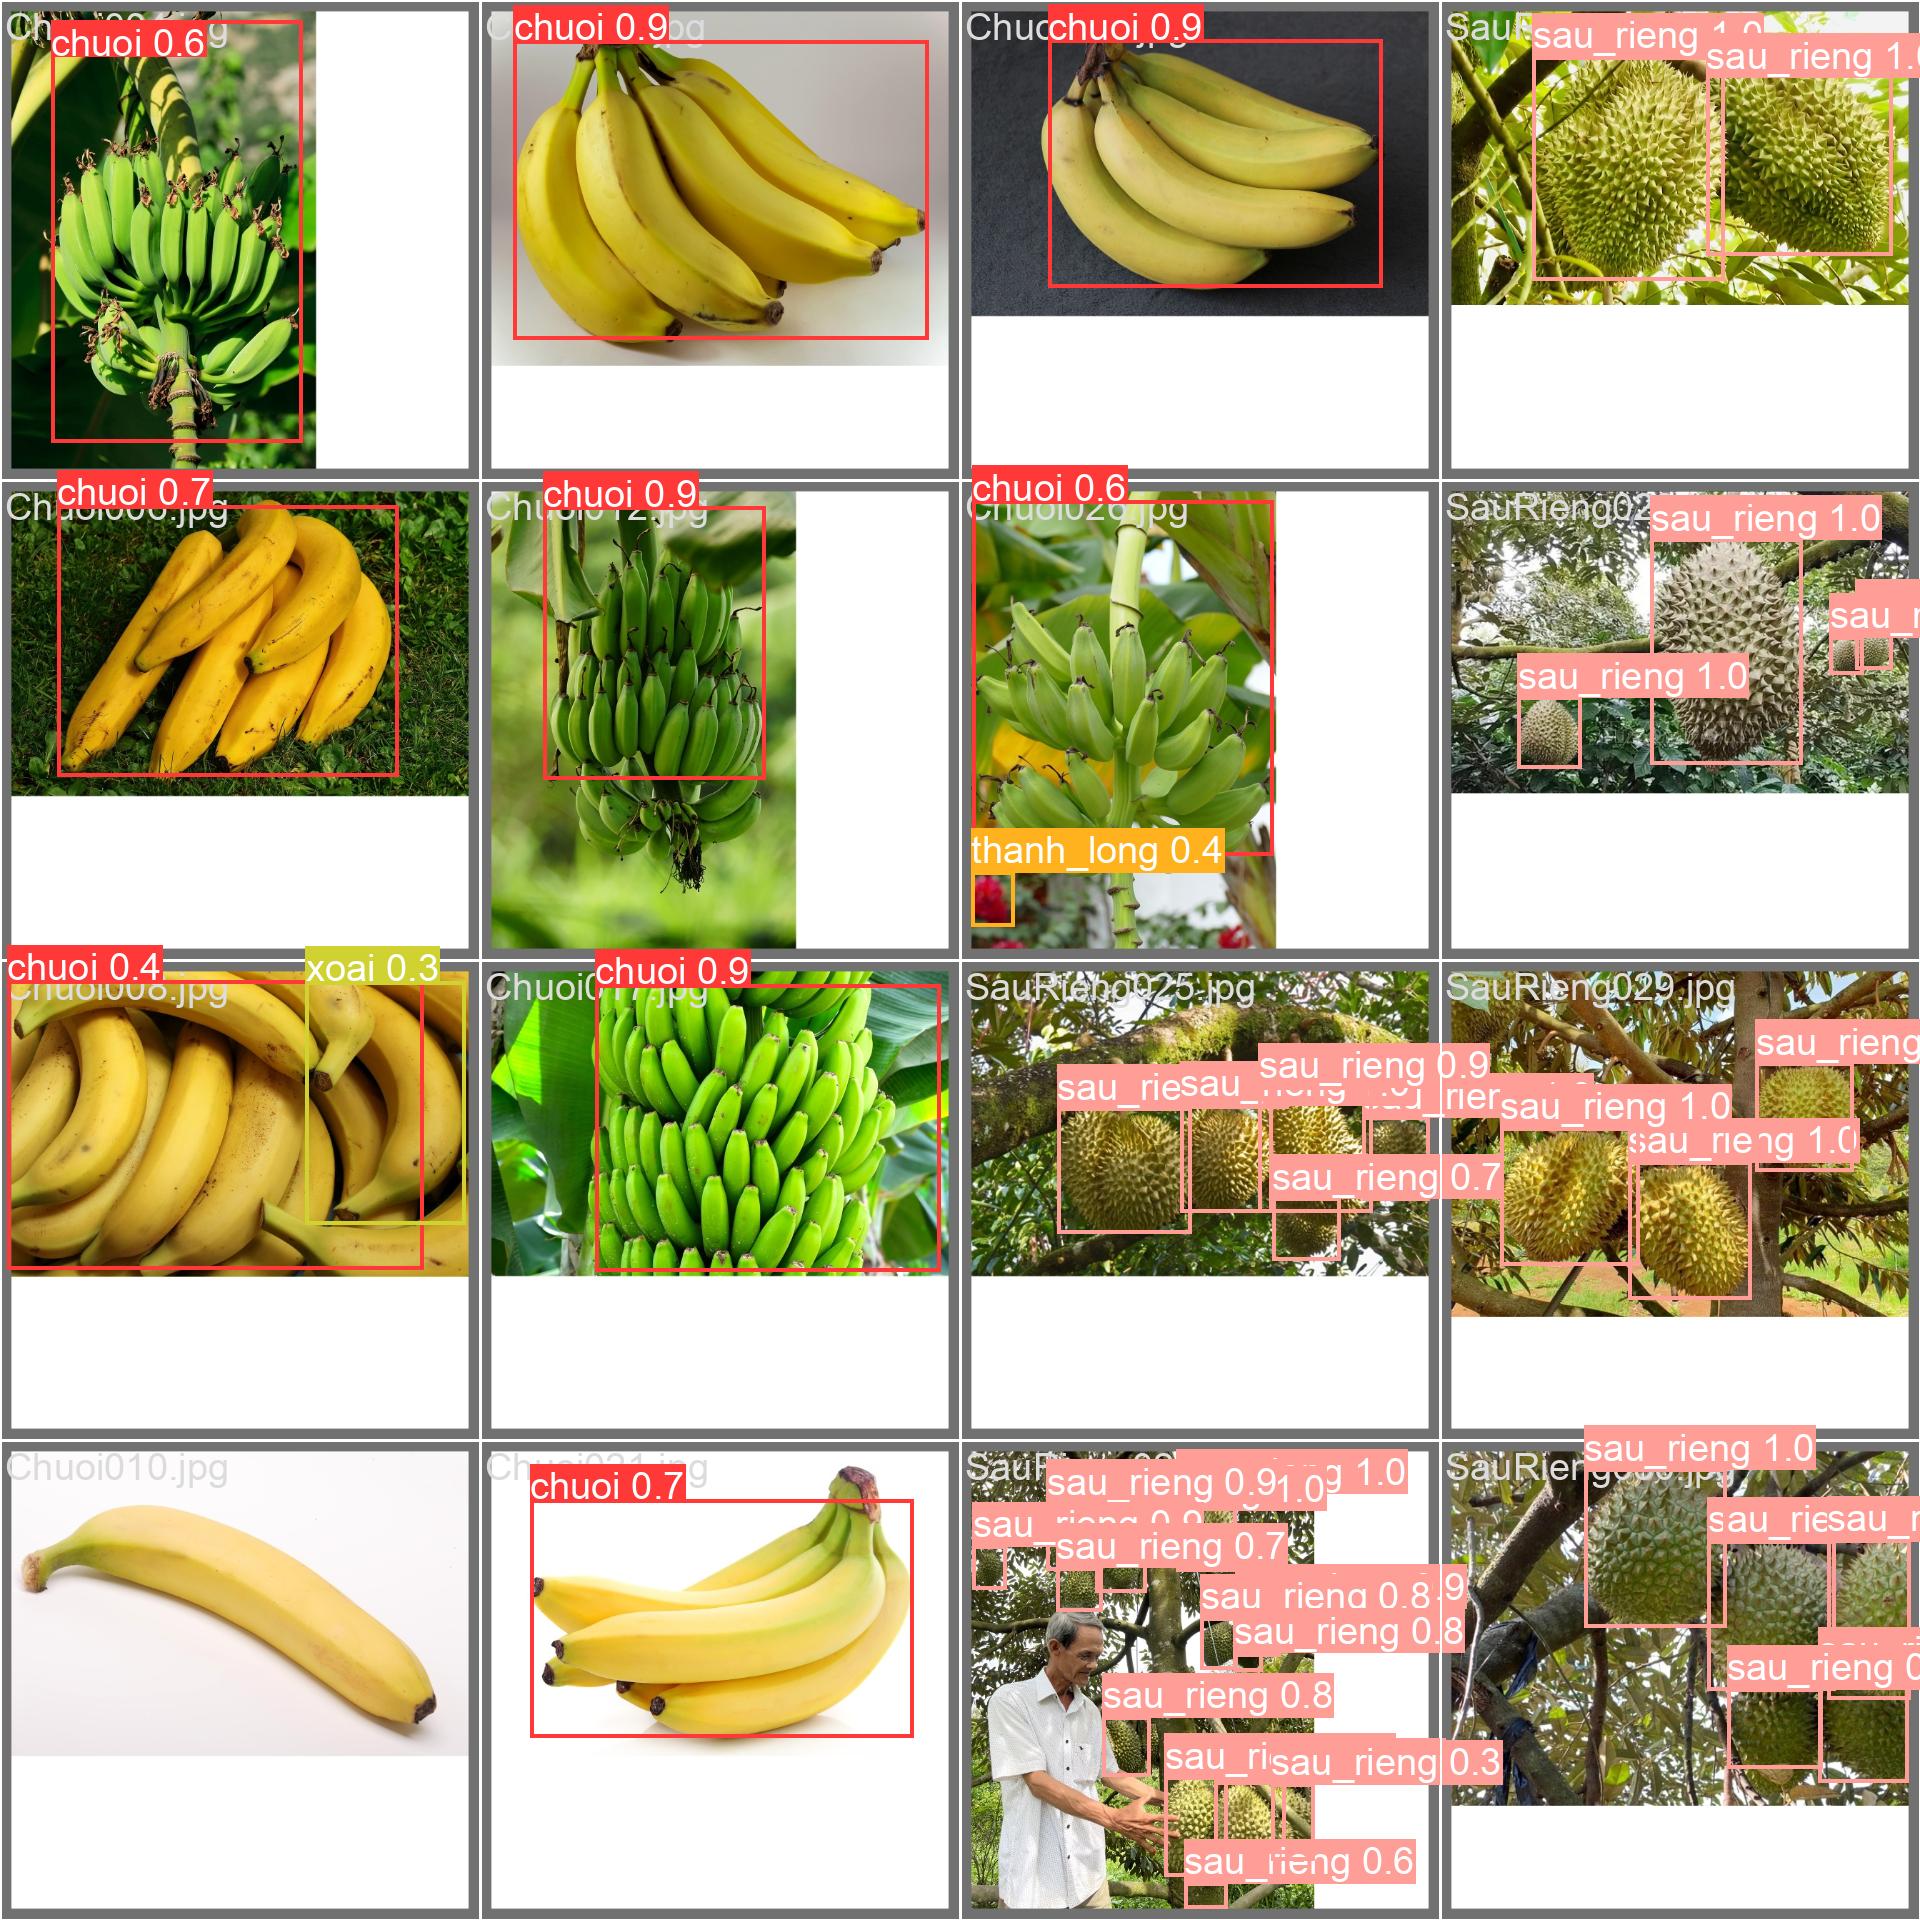 chuoi 0.6
chuoi 0.9
chuoi 0.9
sau_rieng 1.0
sau_rieng 1.
chuoi 0.7
chuoi 0.9
chuoi 0.6
thanh_long 0.4
sau_rieng 1.0
sau_rieng 1.0
sau_r
chuoi 0.4
Chuoi008.jpg
xoai 0.3
chuoi 0.9
SauRieng025.jpg
sau_rieng 0.9
sau_rie
sau_rieng 0.7
SauRieng029.jpg
sau_rieng
sau_rieng 1.0
sau_rieng 1.0
Chuoi010.jpg
chuoi 0.7
sau_rieng 0.9
1.0
1.0
sau_rieng 0.7
sau_rieng 0.8
sau_rieng 0.8
sau_rieng 0.8
sau_ri
sau_rieng 0.3
sau_rieng 0.6
sau_rieng 1.0
sau_rie
sau_r
sau_rieng 0